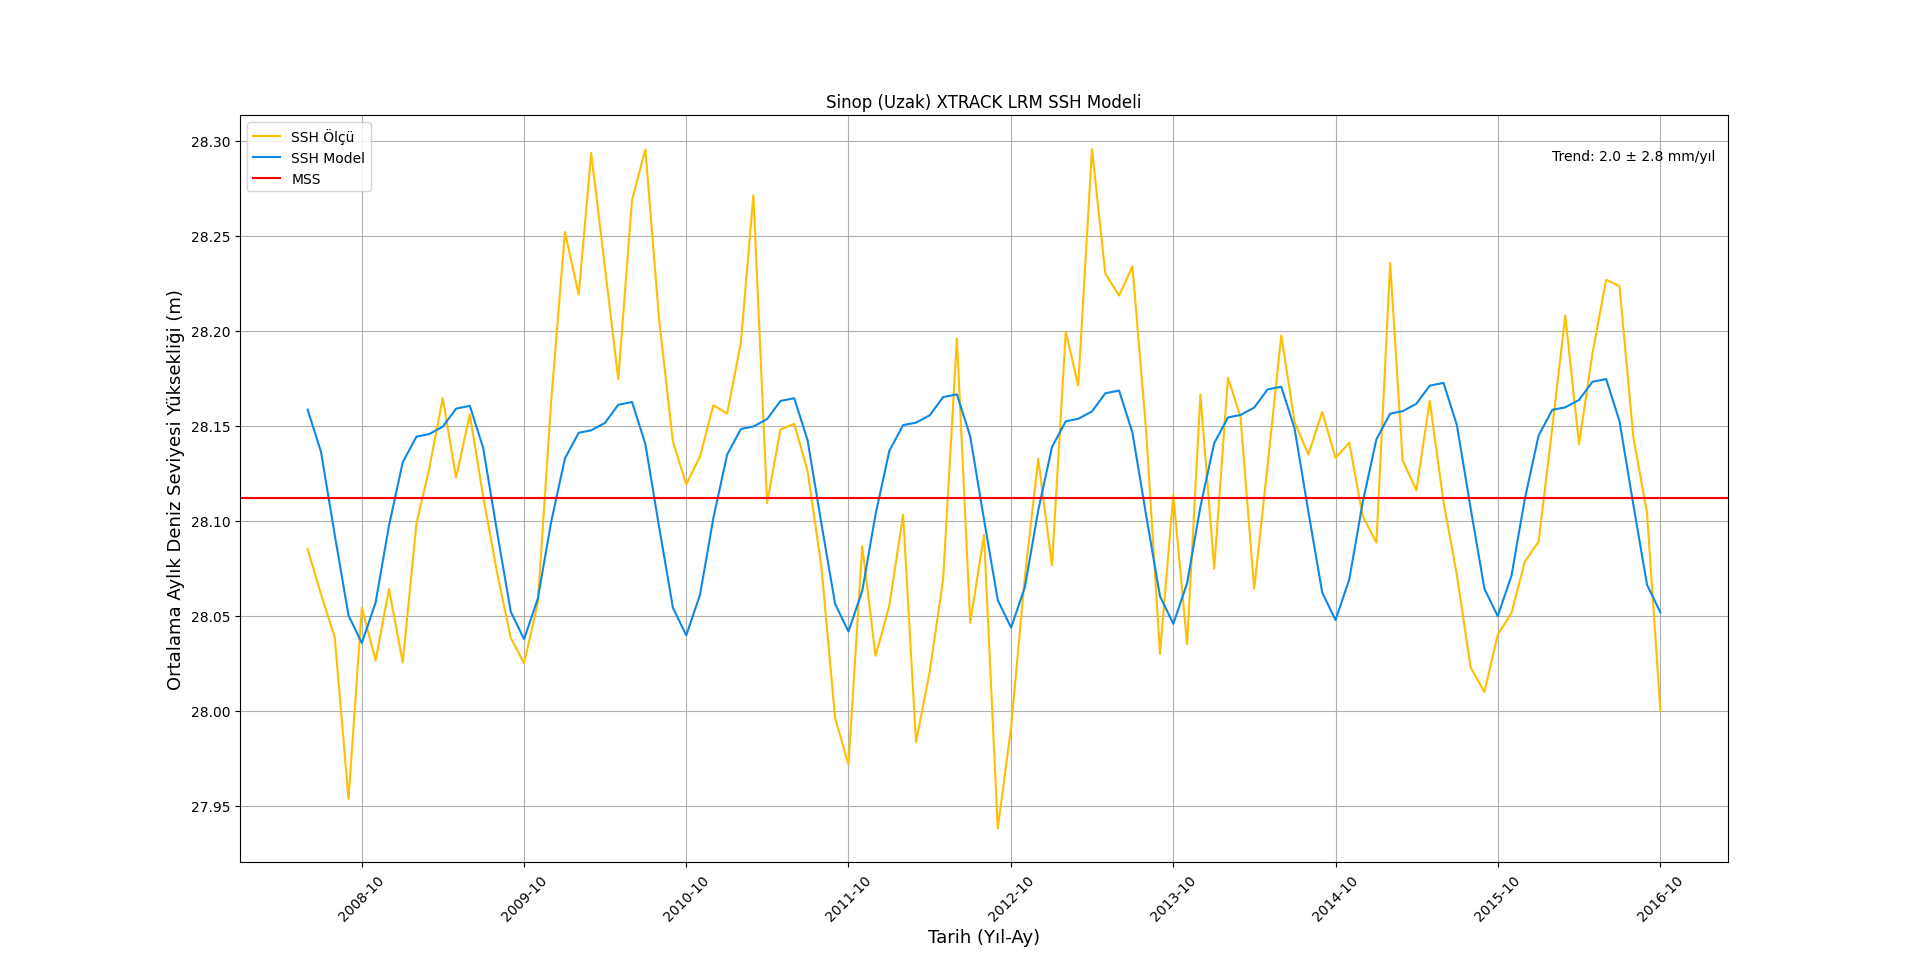 Sinop (Uzak) XTRACK LRM SSH Modeli
SSH Ölçü
SSH Model
MSS
Trend: 2.0 ± 2.8 mm/yıl
Ortalama Aylık Deniz Seviyesi Yüksekliği (m)
28.30
28.25
28.20
28.15
28.10
28.05
28.00
27.95
2008-10
2009-10
2010-10
2011-10
2012-10
2013-10
2014-10
2015-10
2016-10
Tarih (Yıl-Ay)